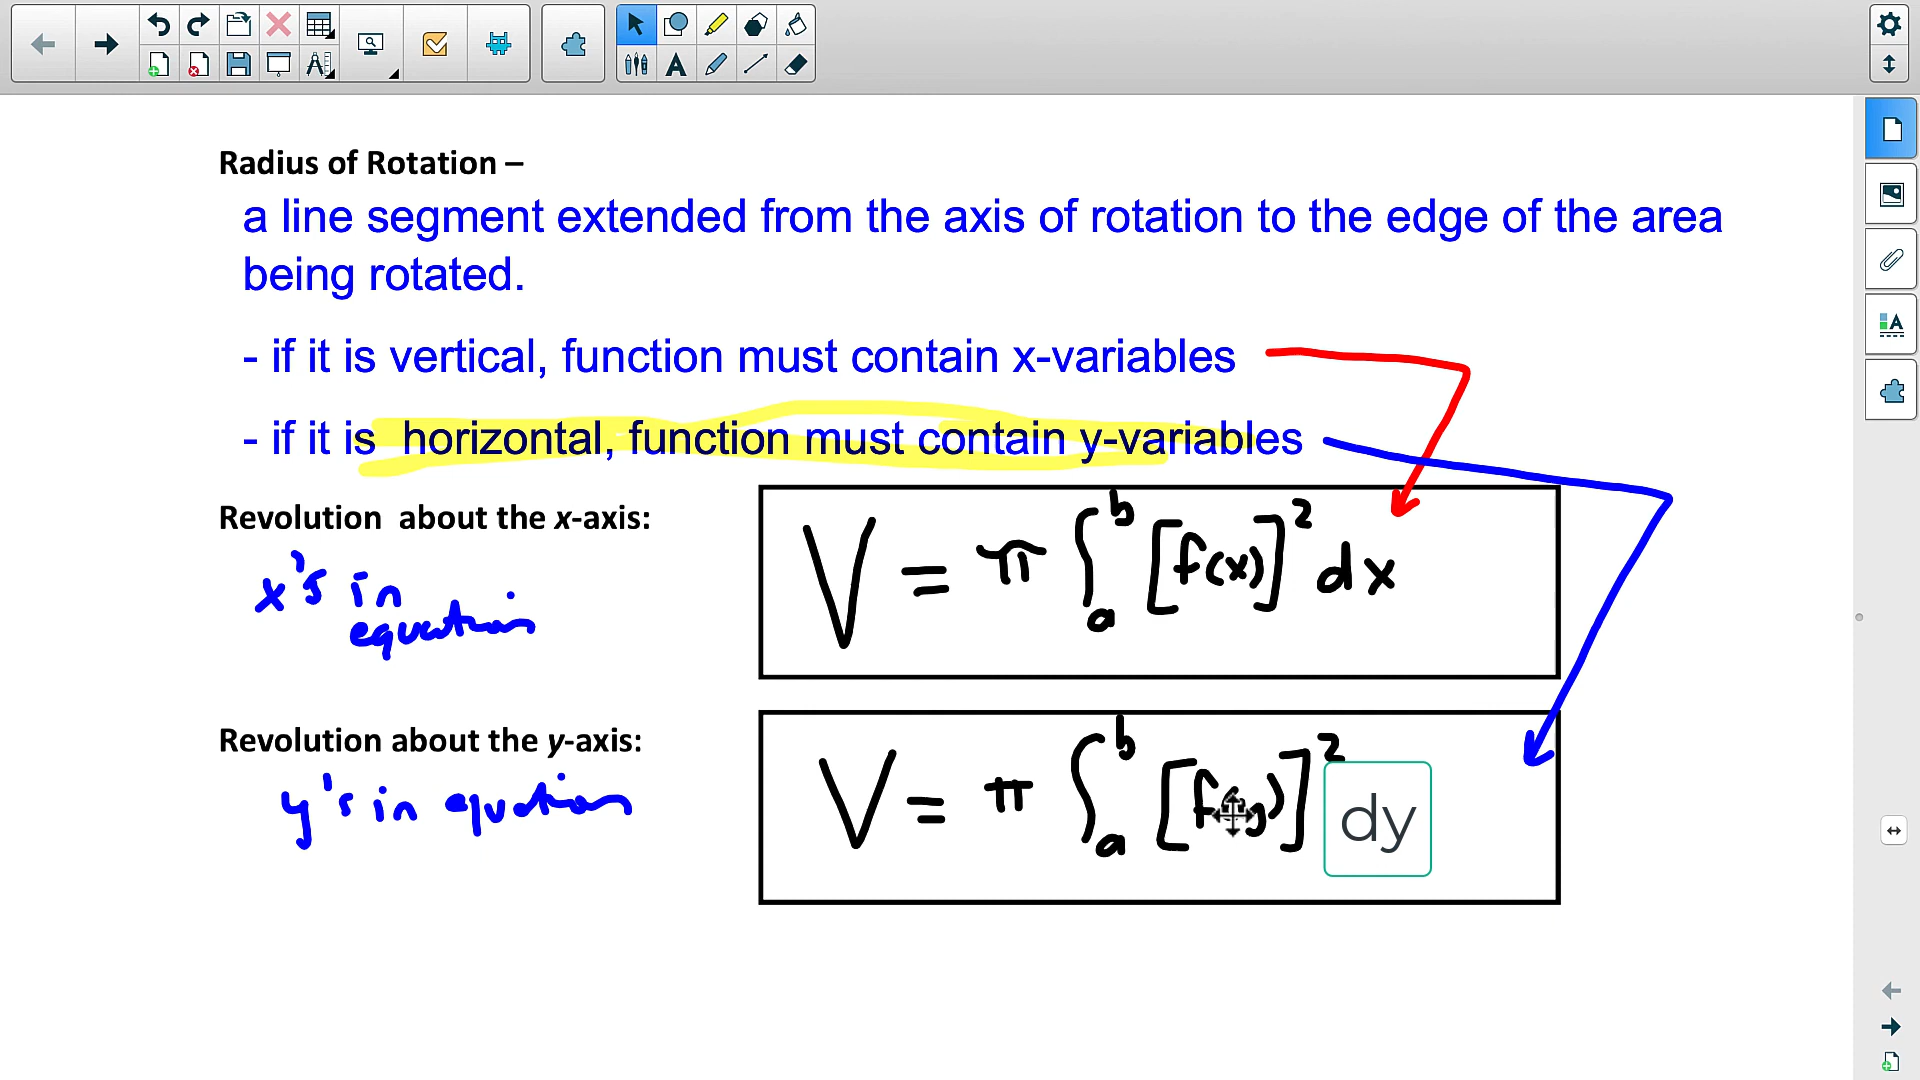 Radius of Rotation –
a line segment extended from the axis of rotation to the edge of the area
being rotated.
- if it is vertical, function must contain x-variables
- if it is horizontal, function must contain y-variables
Revolution about the x-axis:
x's in
equation
V = π ∫ₐᵇ [f(x)]² dx
Revolution about the y-axis:
y's in equation
V = π ∫ₐᵇ [f(y)]² dy